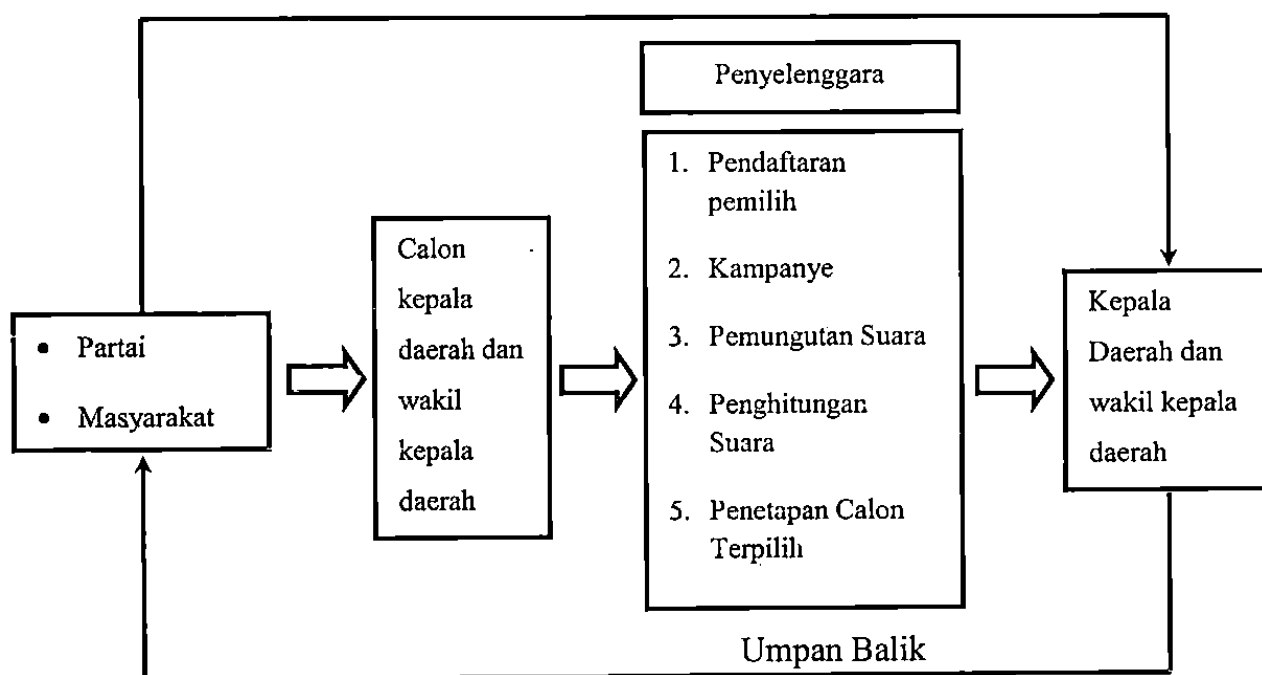 Penyelenggara
• Partai
• Masyarakat
Calon
kepala
daerah dan
wakil
kepala
daerah
1. Pendaftaran
pemilih
2. Kampanye
3. Pemungutan Suara
4. Penghitungan
Suara
5. Penetapan Calon
Terpilih
Kepala
Daerah dan
wakil kepala
daerah
Umpan Balik